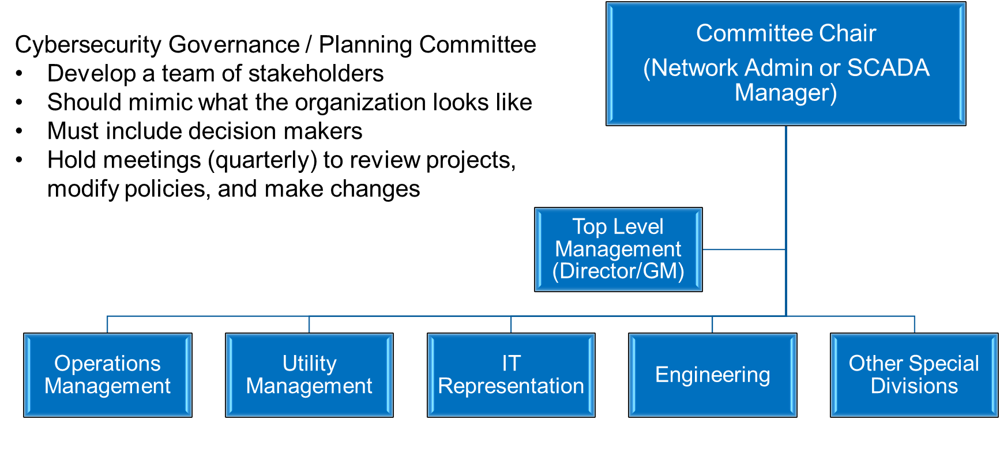 Cybersecurity Governance / Planning Committee
• Develop a team of stakeholders
• Should mimic what the organization looks like
• Must include decision makers
• Hold meetings (quarterly) to review projects,
modify policies, and make changes
Committee Chair
(Network Admin or SCADA
Manager)
Top Level
Management
(Director/GM)
Operations
Management
Utility
Management
IT
Representation
Engineering
Other Special
Divisions